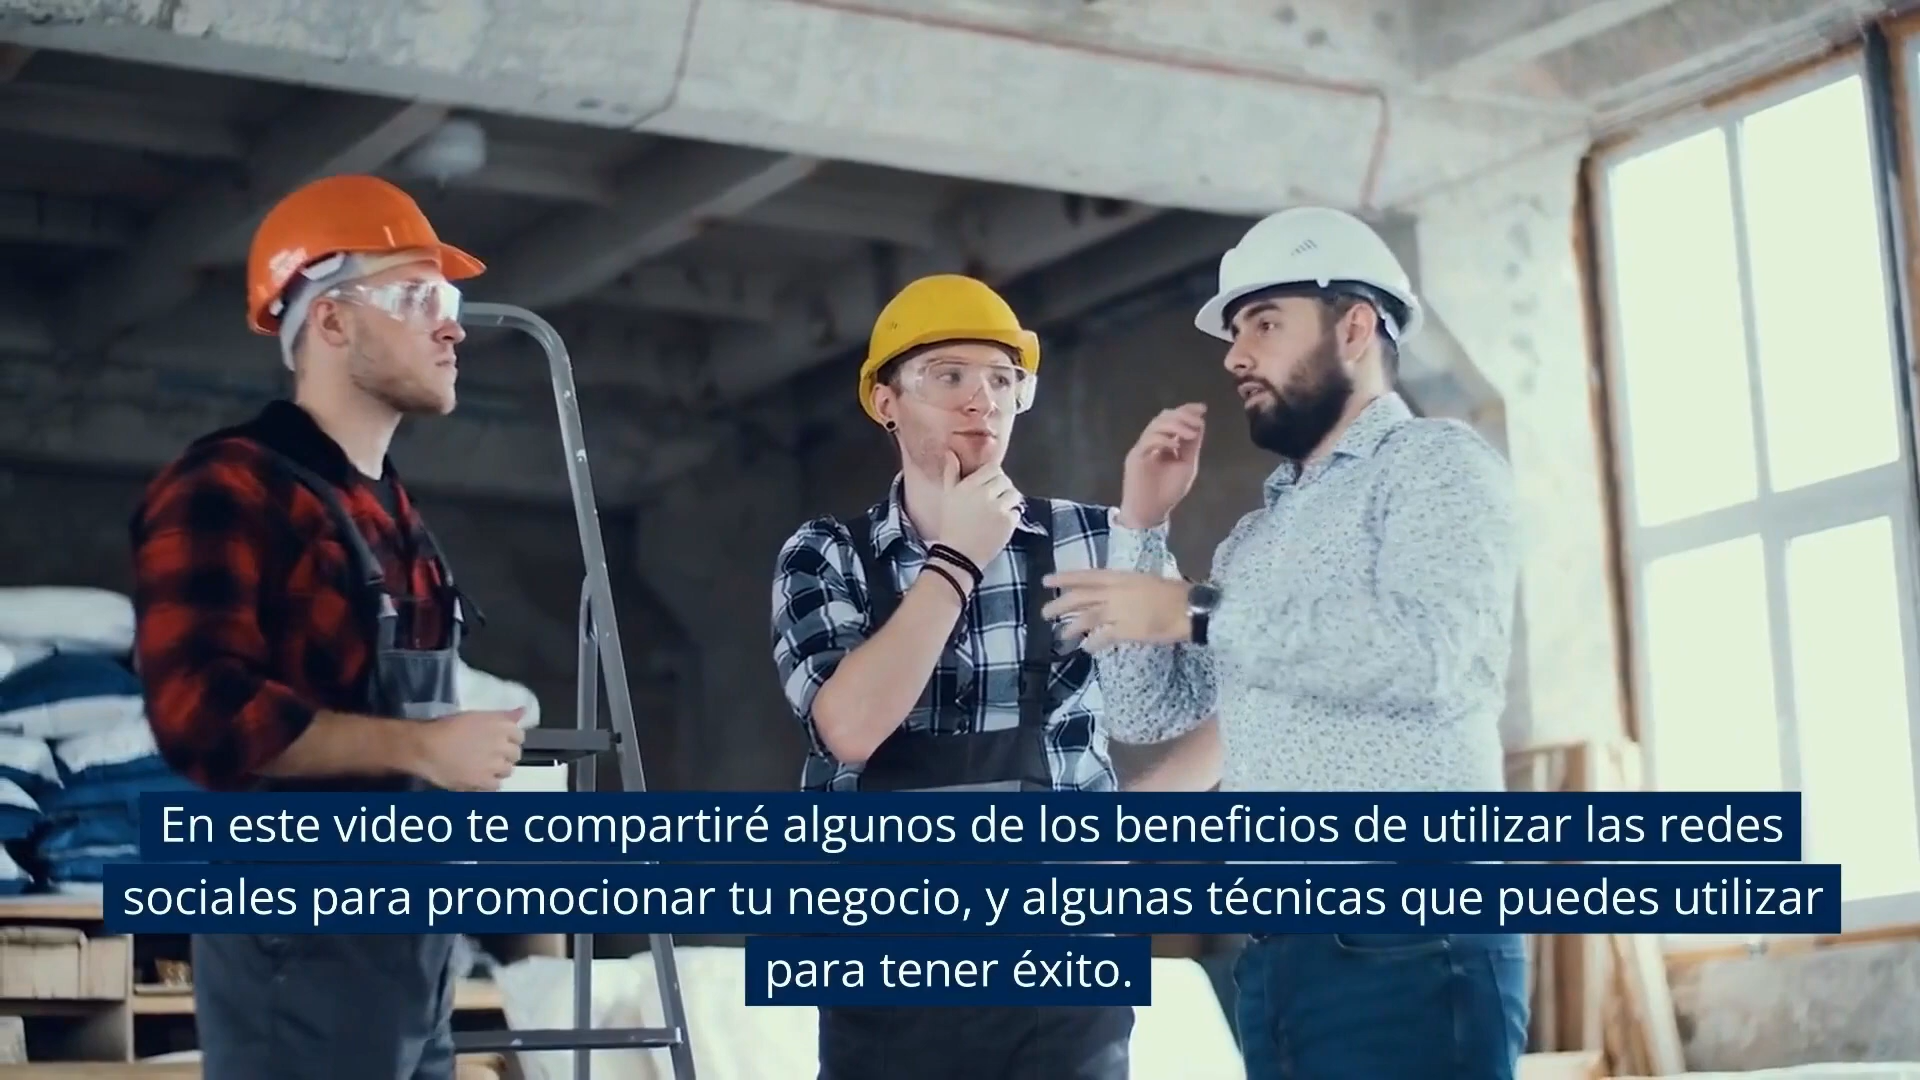 En este video te compartiré algunos de los beneficios de utilizar las redes
sociales para promocionar tu negocio, y algunas técnicas que puedes utilizar
para tener éxito.